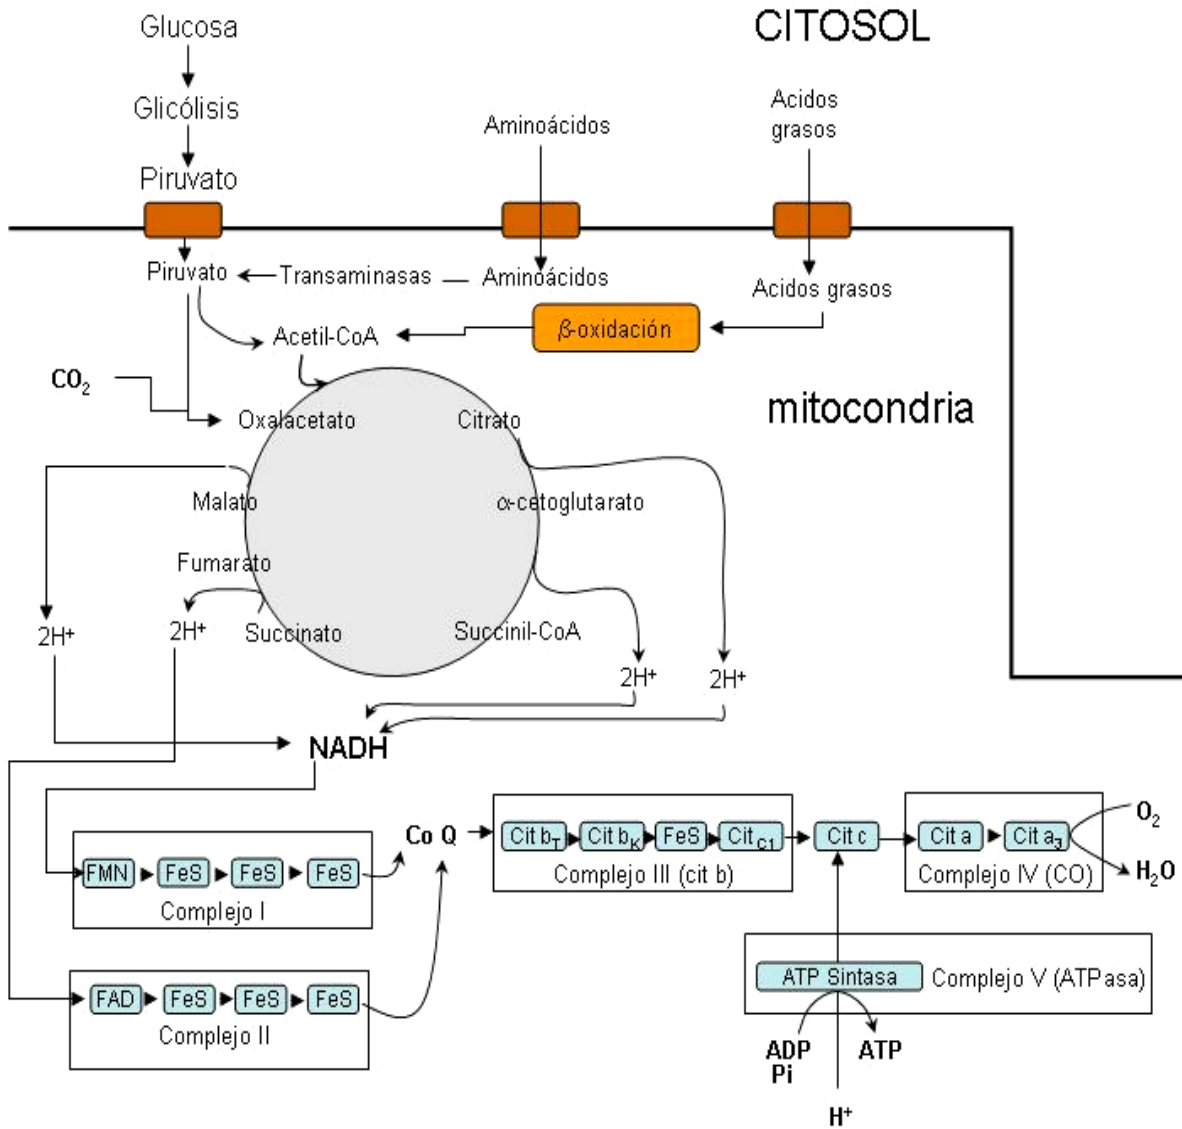 CITOSOL
Glucosa
Glicólisis
Piruvato
Aminoácidos
Acidos
grasos
Piruvato
Transaminasas
Aminoácidos
Acidos grasos
β-oxidación
Acetil-CoA
CO2
mitocondria
Oxalacetato
Citrato
Malato
α-cetoglutarato
Fumarato
Succinato
Succinil-CoA
2H+
2H+
2H+
2H+
NADH
Co Q
Cit bT
Cit bK
FeS
Cit C1
Complejo III (cit b)
Cit c
Cit a
Cit a3
Complejo IV (CO)
O2
H2O
FMN
FeS
FeS
FeS
Complejo I
FAD
FeS
FeS
FeS
Complejo II
ATP Sintasa
Complejo V (ATPasa)
ADP
Pi
ATP
H+